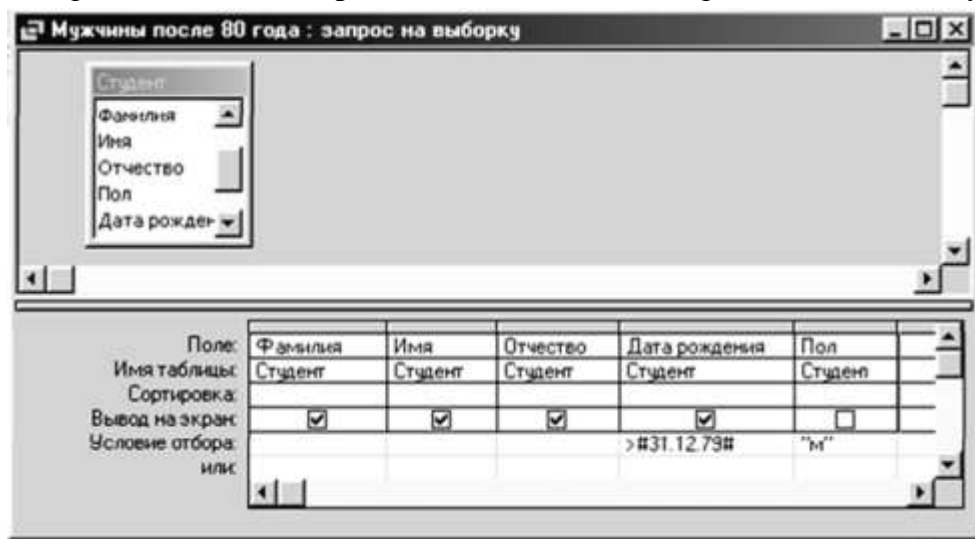 Мужчины после 80 года : запрос на выборку
Студент
Фамилия
Имя
Отчество
Пол
Дата рожден
Поле: Фамилия Имя Отчество Дата рождения Пол
Имя таблицы: Студент Студент Студент Студент Студент
Сортировка:
Вывод на экран:
Условие отбора: >#31.12.79# "м"
или: